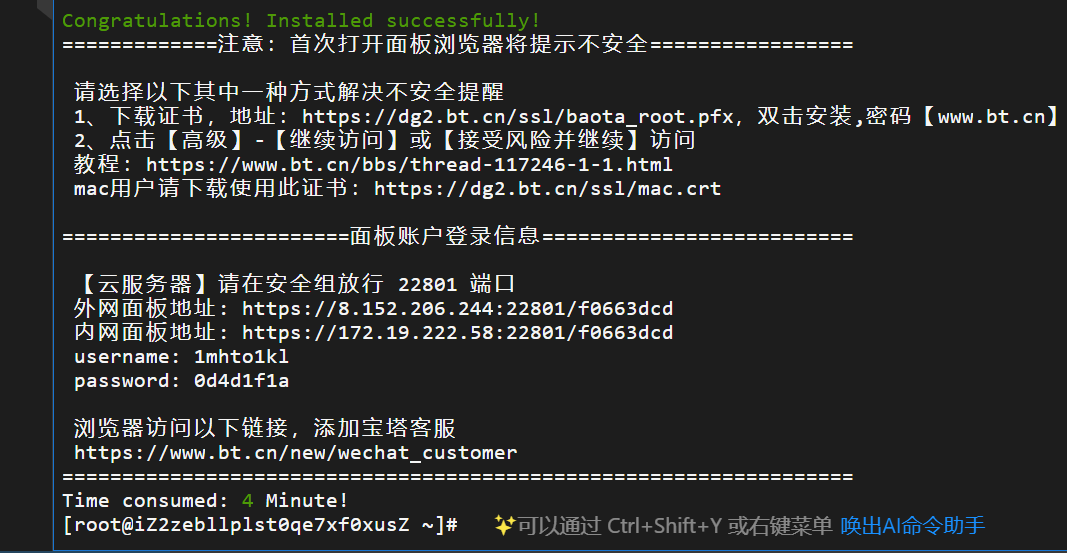 Congratulations! Installed successfully!
=============注意：首次打开面板浏览器将提示不安全=================
请选择以下其中一种方式解决不安全提醒
1、下载证书，地址：https://dg2.bt.cn/ssl/baota_root.pfx，双击安装,密码【www.bt.cn】
2、点击【高级】-【继续访问】或【接受风险并继续】访问
教程：https://www.bt.cn/bbs/thread-117246-1-1.html
mac用户请下载使用此证书：https://dg2.bt.cn/ssl/mac.crt
========================面板账户登录信息==========================
【云服务器】请在安全组放行 22801 端口
外网面板地址: https://8.152.206.244:22801/f0663dcd
内网面板地址: https://172.19.222.58:22801/f0663dcd
username: 1mhto1kl
password: 0d4d1f1a
浏览器访问以下链接，添加宝塔客服
https://www.bt.cn/new/wechat_customer
==================================================================
Time consumed: 4 Minute!
[root@iZ2zebllplst0qe7xf0xusZ ~]# ✨可以通过 Ctrl+Shift+Y 或右键菜单 唤出AI命令助手